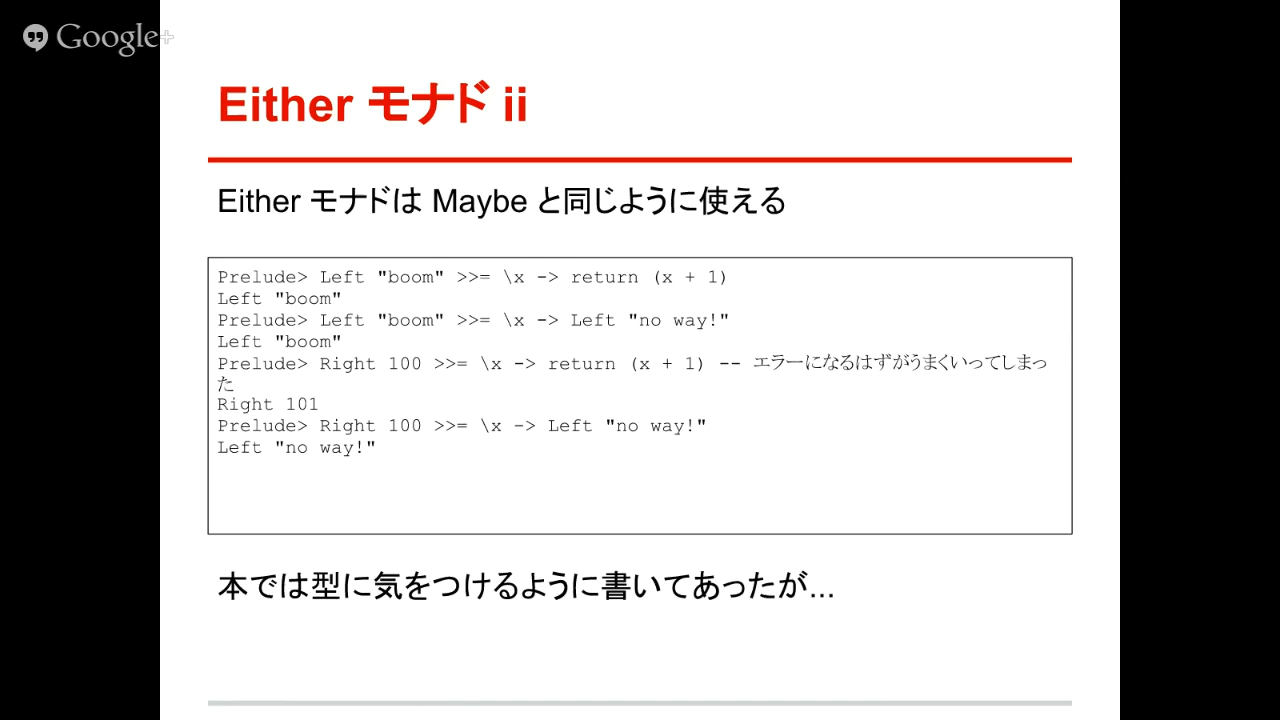 Google+
Either モナド ii
Either モナドは Maybe と同じように使える
Prelude> Left "boom" >>= \x -> return (x + 1)
Left "boom"
Prelude> Left "boom" >>= \x -> Left "no way!"
Left "boom"
Prelude> Right 100 >>= \x -> return (x + 1) -- エラーになるはずがうまくいってしまっ
た
Right 101
Prelude> Right 100 >>= \x -> Left "no way!"
Left "no way!"
本では型に気をつけるように書いてあったが...